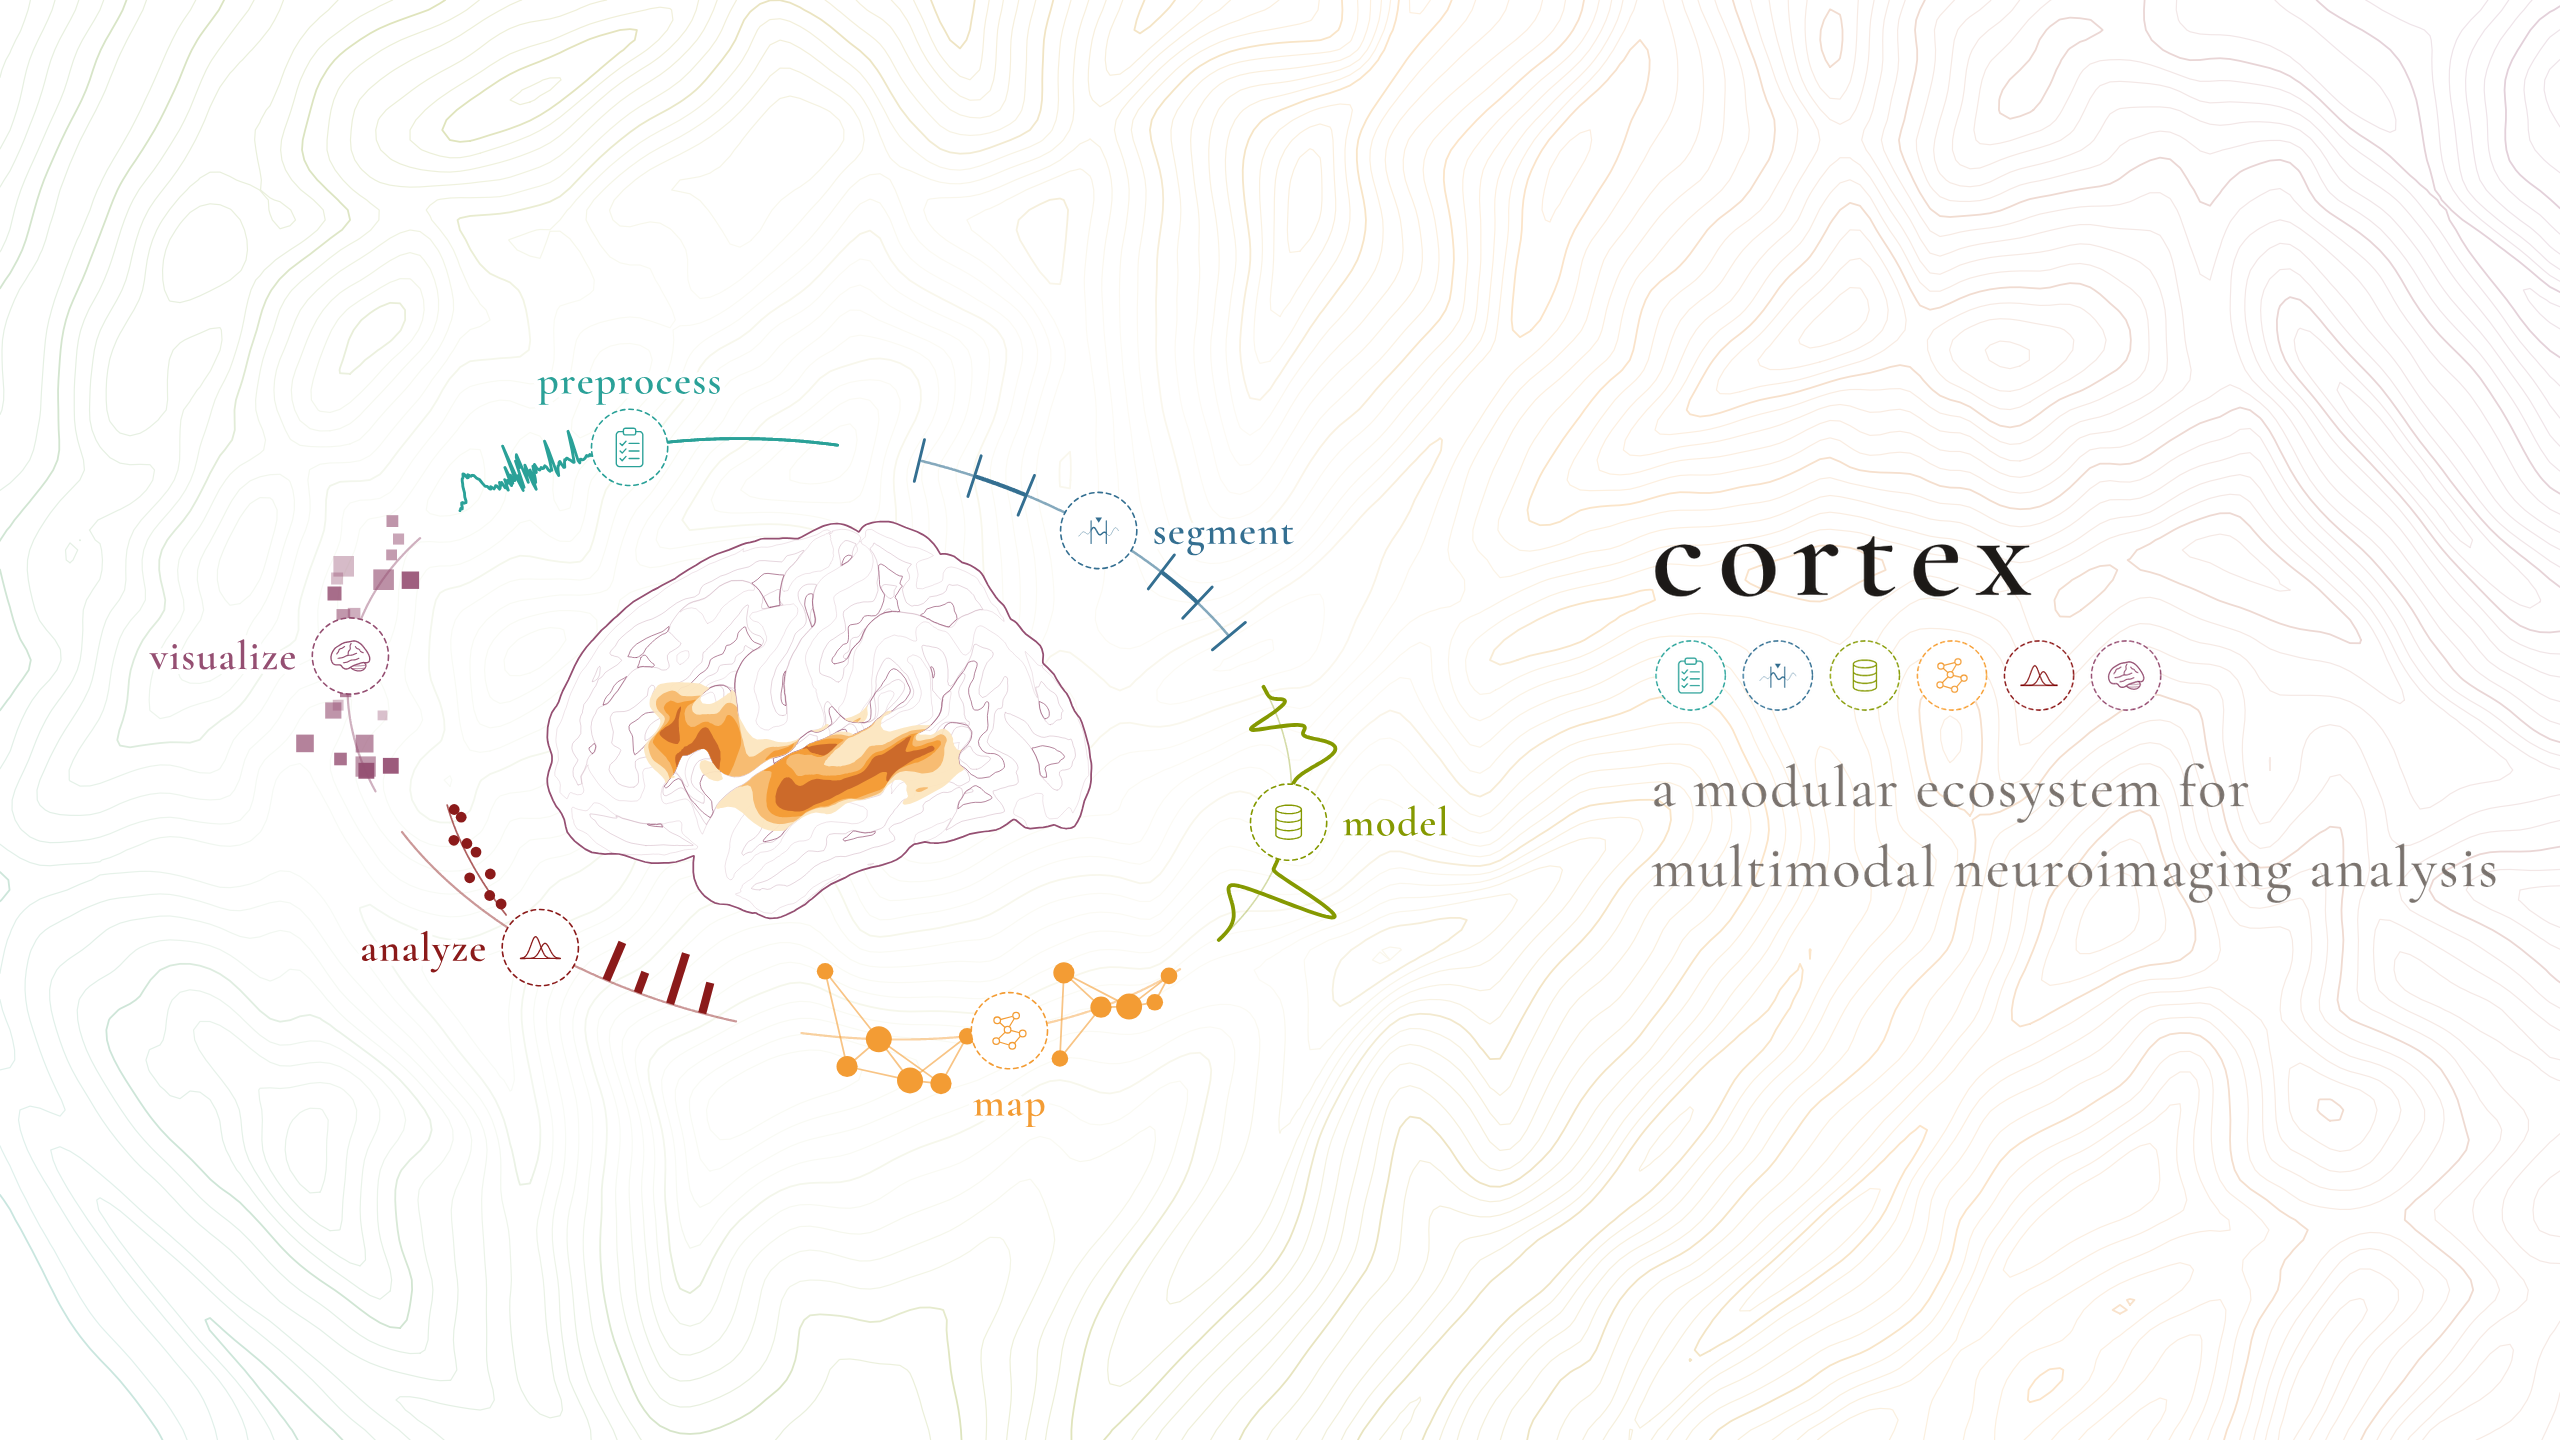 preprocess
segment
visualize
model
analyze
map
cortex
a modular ecosystem for
multimodal neuroimaging analysis